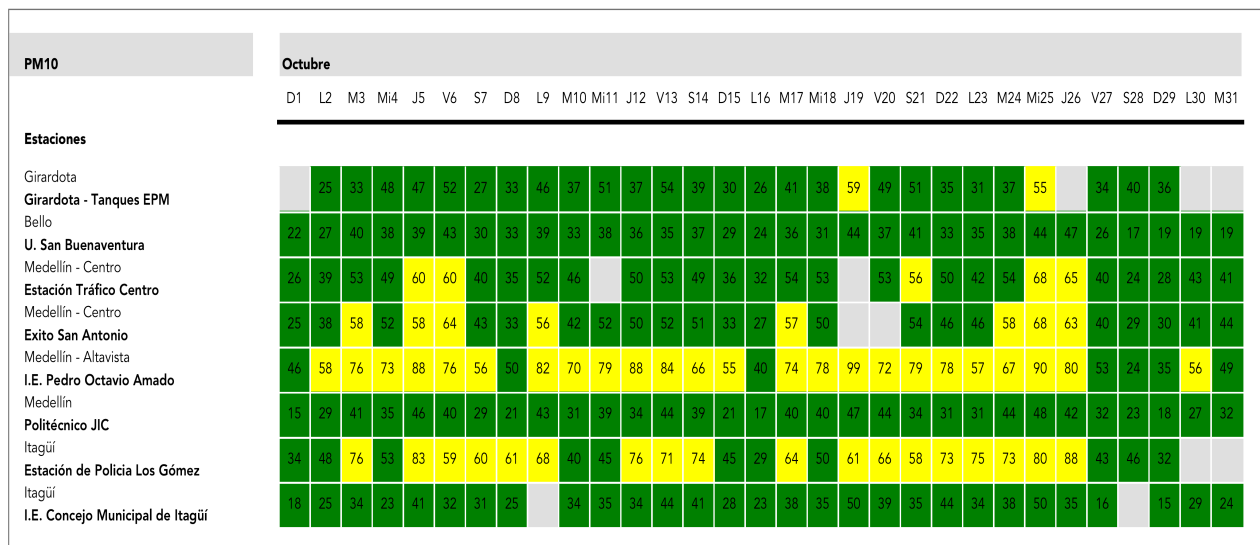 PM10 Octubre
D1 L2 M3 Mi4 J5 V6 S7 D8 L9 M10 Mi11 J12 V13 S14 D15 L16 M17 Mi18 J19 V20 S21 D22 L23 M24 Mi25 J26 V27 S28 D29 L30 M31
Estaciones
Girardota
25 33 48 47 52 27 33 46 37 51 37 54 39 30 26 41 38 59 49 51 35 31 37 55 34 40 36
Girardota - Tanques EPM
Bello
22 27 40 38 39 43 30 33 39 33 38 36 35 37 29 24 36 31 44 37 41 33 35 38 44 47 26 17 19 19 19
U. San Buenaventura
Medellín - Centro
26 39 53 49 60 60 40 35 52 46 50 53 49 36 32 54 53 53 56 50 42 54 68 65 40 24 28 43 41
Estación Tráfico Centro
Medellín - Centro
25 38 58 52 58 64 43 33 56 42 52 50 52 51 33 27 57 50 54 46 46 58 68 63 40 29 30 41 44
Exito San Antonio
Medellín - Altavista
46 58 76 73 88 76 56 50 82 70 79 88 84 66 55 40 74 78 99 72 79 78 57 67 90 80 53 24 35 56 49
I.E. Pedro Octavio Amado
Medellín
15 29 41 35 46 40 29 21 43 31 39 34 44 39 21 17 40 40 47 44 34 31 31 44 48 42 32 23 18 27 32
Politécnico JIC
Itagüí
34 48 76 53 83 59 60 61 68 40 45 76 71 74 45 29 64 50 61 66 58 73 75 73 80 88 43 46 32
Estación de Policia Los Gómez
Itagüí
18 25 34 23 41 32 31 25 34 35 34 44 41 28 23 38 35 50 39 35 44 34 38 50 35 16 15 29 24
I.E. Concejo Municipal de Itagüí